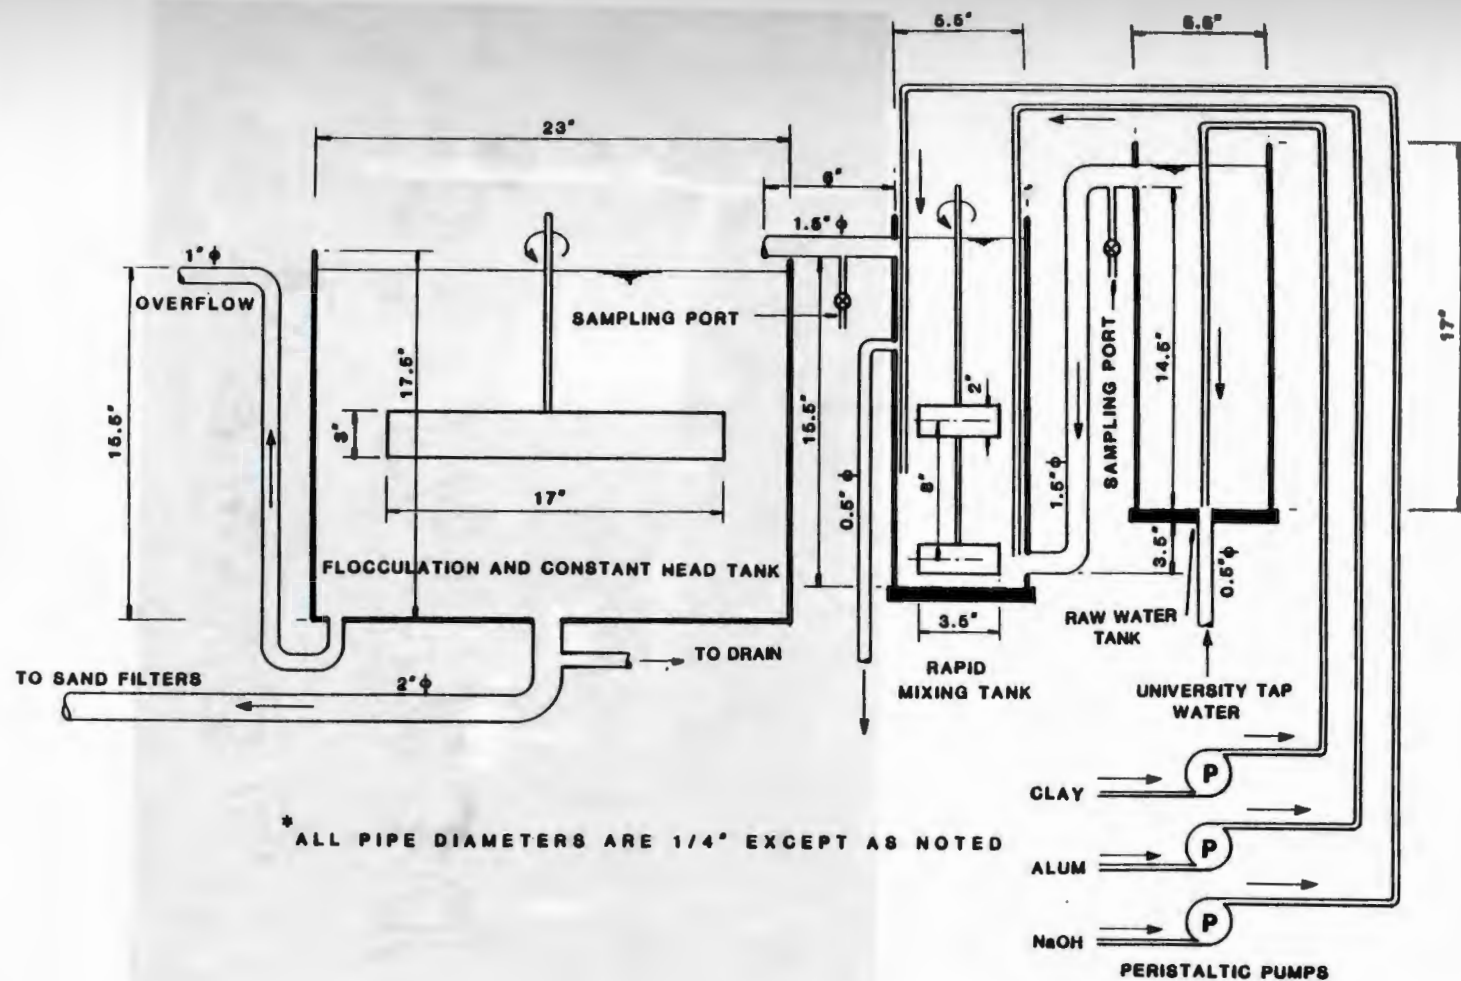 5.5"
5.5"
23"
6"
1.5" ϕ
1" ϕ
OVERFLOW
SAMPLING PORT
17.5"
15.5"
3"
17"
15.5"
0.5" ϕ
2"
8"
1.5" ϕ
SAMPLING PORT
14.5"
17"
3.5"
0.5" ϕ
FLOCCULATION AND CONSTANT HEAD TANK
3.5"
RAW WATER
TANK
TO DRAIN
RAPID
MIXING TANK
TO SAND FILTERS
2" ϕ
UNIVERSITY TAP
WATER
CLAY
P
*ALL PIPE DIAMETERS ARE 1/4" EXCEPT AS NOTED
ALUM
P
NaOH
P
PERISTALTIC PUMPS